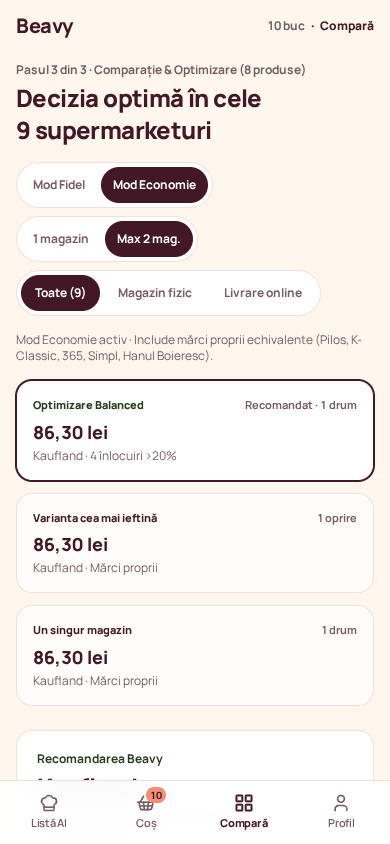 Beavy
10 buc · Compară
Pasul 3 din 3 · Comparație & Optimizare (8 produse)
Decizia optimă în cele
9 supermarketuri
Mod Fidel
Mod Economie
1 magazin
Max 2 mag.
Toate (9)
Magazin fizic
Livrare online
Mod Economie activ · Include mărci proprii echivalente (Pilos, K-
Classic, 365, Simpl, Hanul Boieresc).
Optimizare Balanced
Recomandat · 1 drum
86,30 lei
Kaufland · 4 înlocuiri >20%
Varianta cea mai ieftină
1 oprire
86,30 lei
Kaufland · Mărci proprii
Un singur magazin
1 drum
86,30 lei
Kaufland · Mărci proprii
Recomandarea Beavy
10
Listă AI
Coș
Compară
Profil